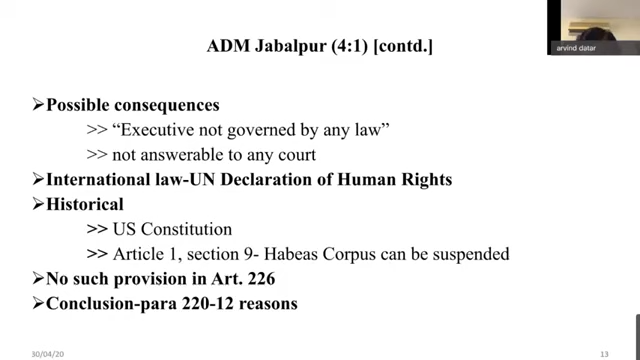 ADM Jabalpur (4:1) [contd.]
arvind datar
➢Possible consequences
>> “Executive not governed by any law”
>> not answerable to any court
➢International law-UN Declaration of Human Rights
➢Historical
>> US Constitution
>> Article 1, section 9- Habeas Corpus can be suspended
➢No such provision in Art. 226
➢Conclusion-para 220-12 reasons
30/04/20
13